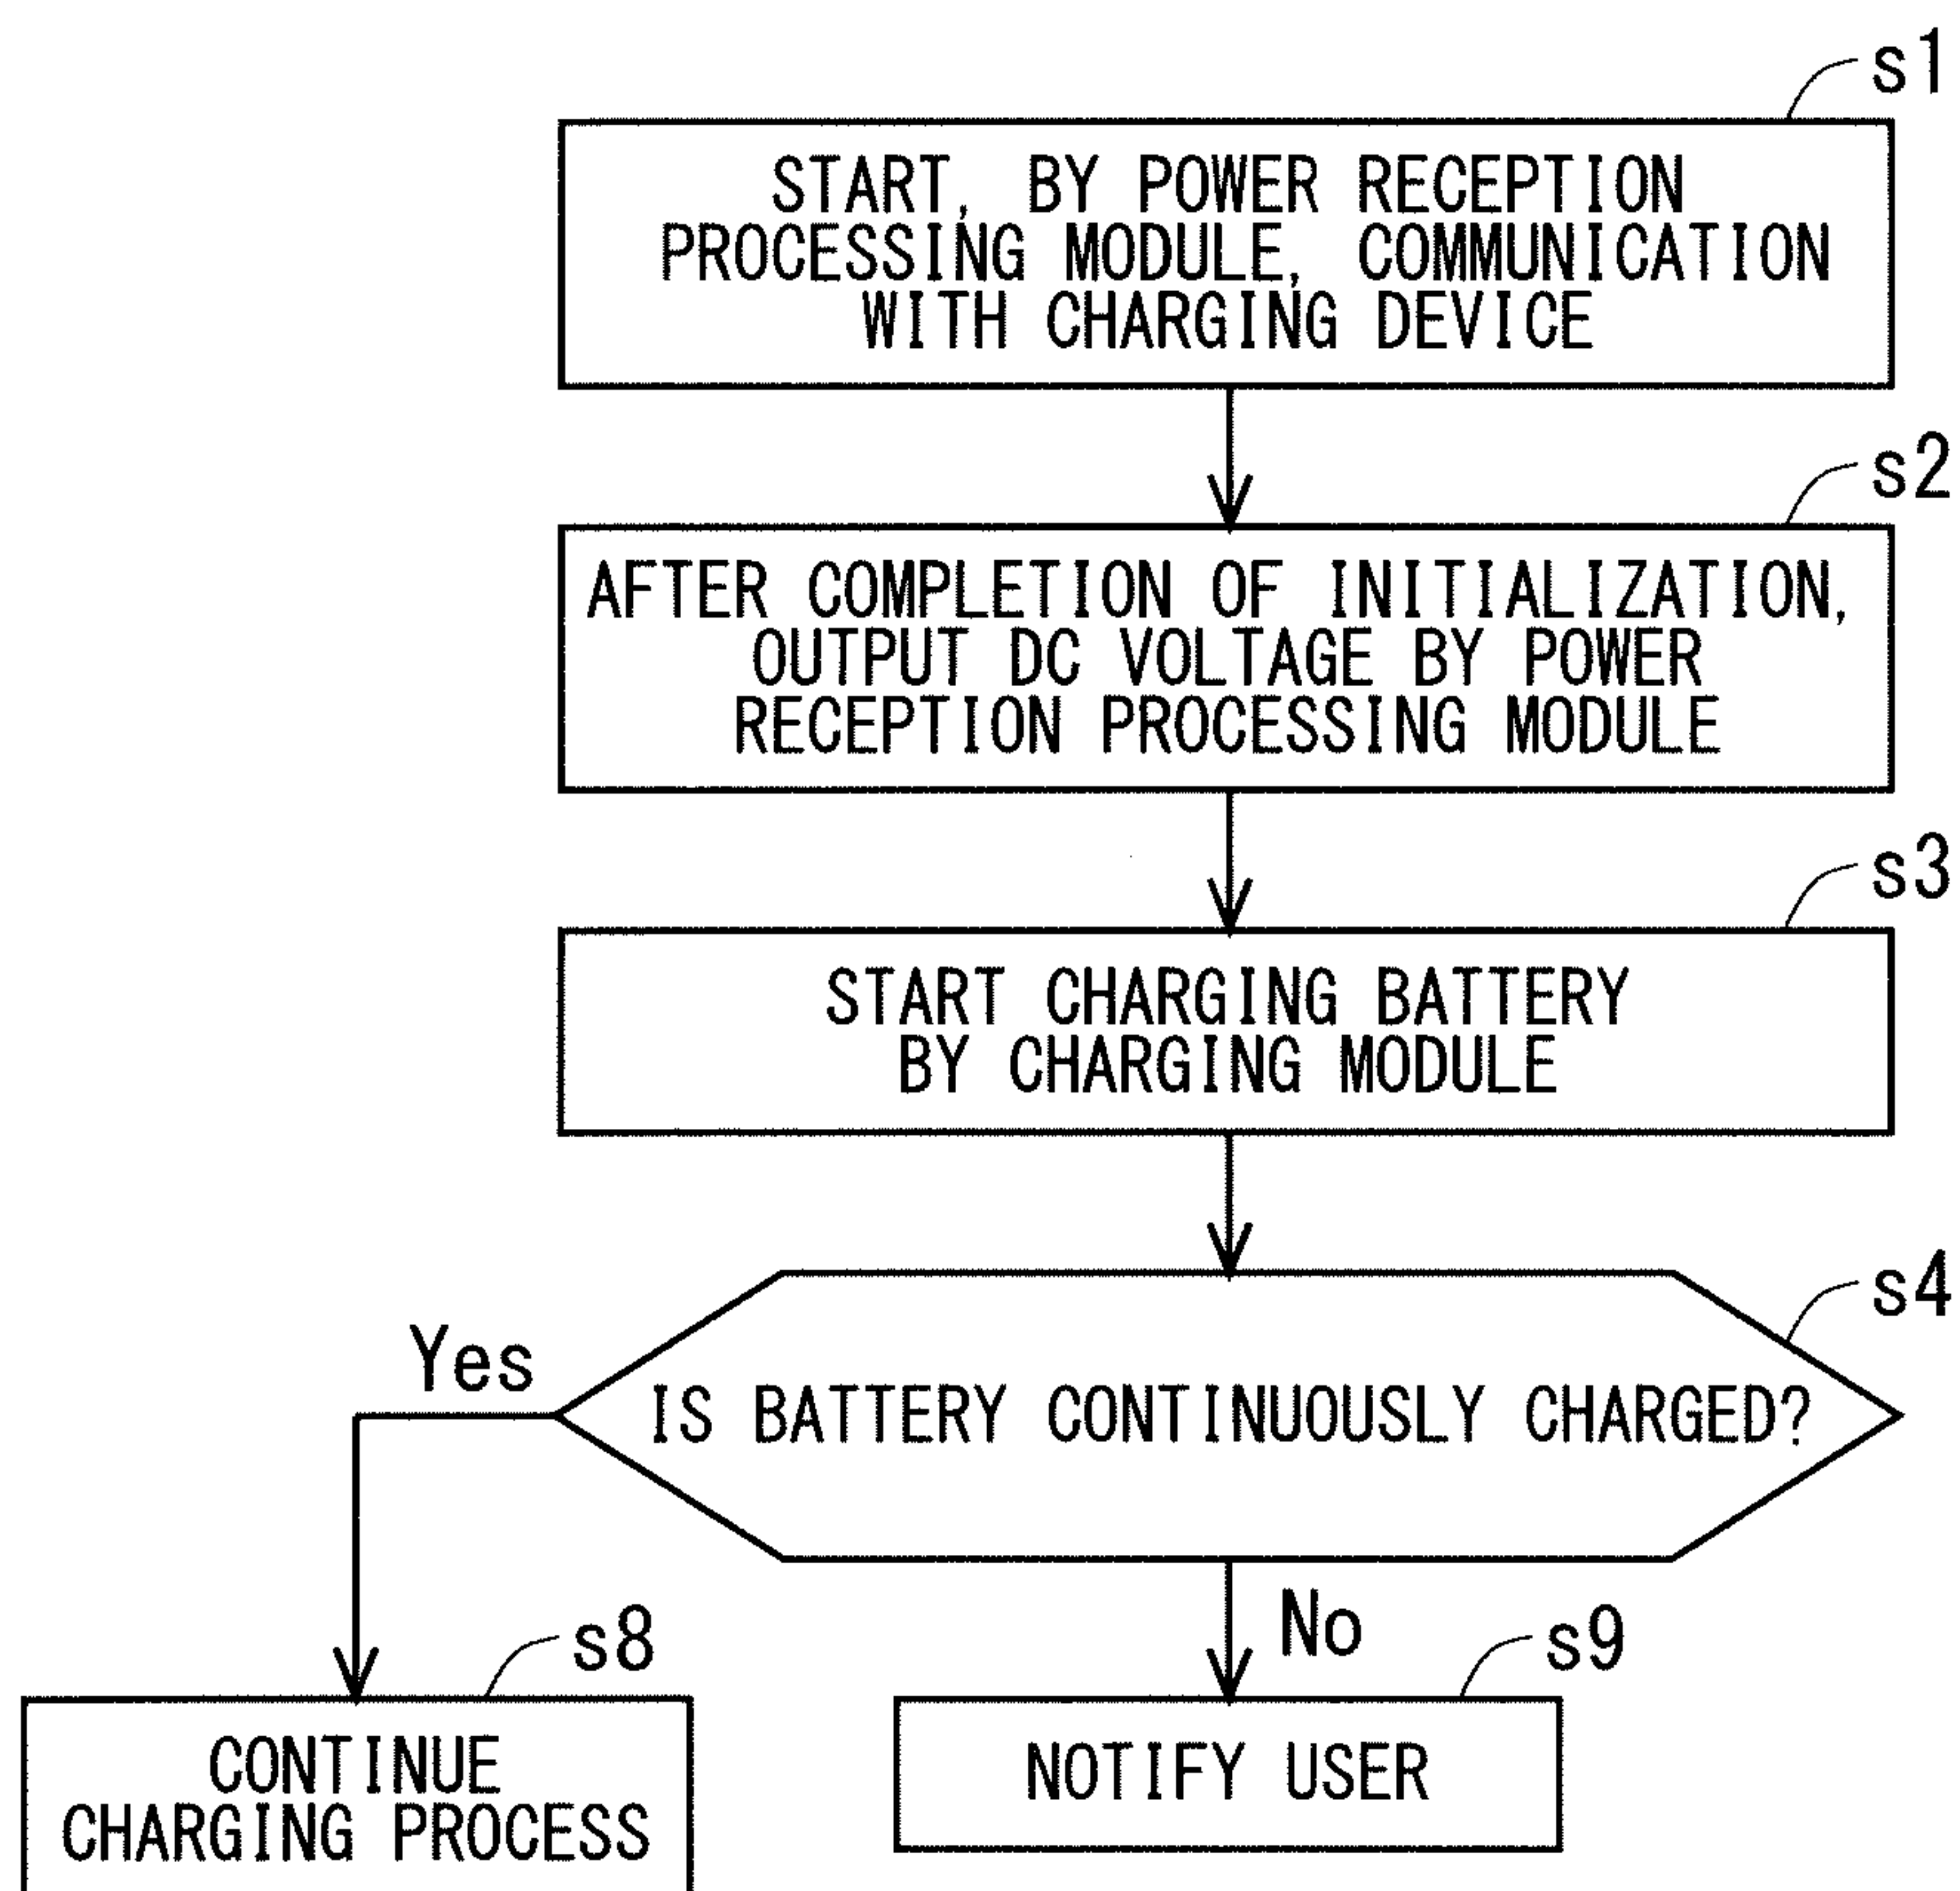 s1
START, BY POWER RECEPTION
PROCESSING MODULE, COMMUNICATION
WITH CHARGING DEVICE
s2
AFTER COMPLETION OF INITIALIZATION,
OUTPUT DC VOLTAGE BY POWER
RECEPTION PROCESSING MODULE
s3
START CHARGING BATTERY
BY CHARGING MODULE
s4
Yes
IS BATTERY CONTINUOUSLY CHARGED?
No
s8
s9
CONTINUE
CHARGING PROCESS
NOTIFY USER